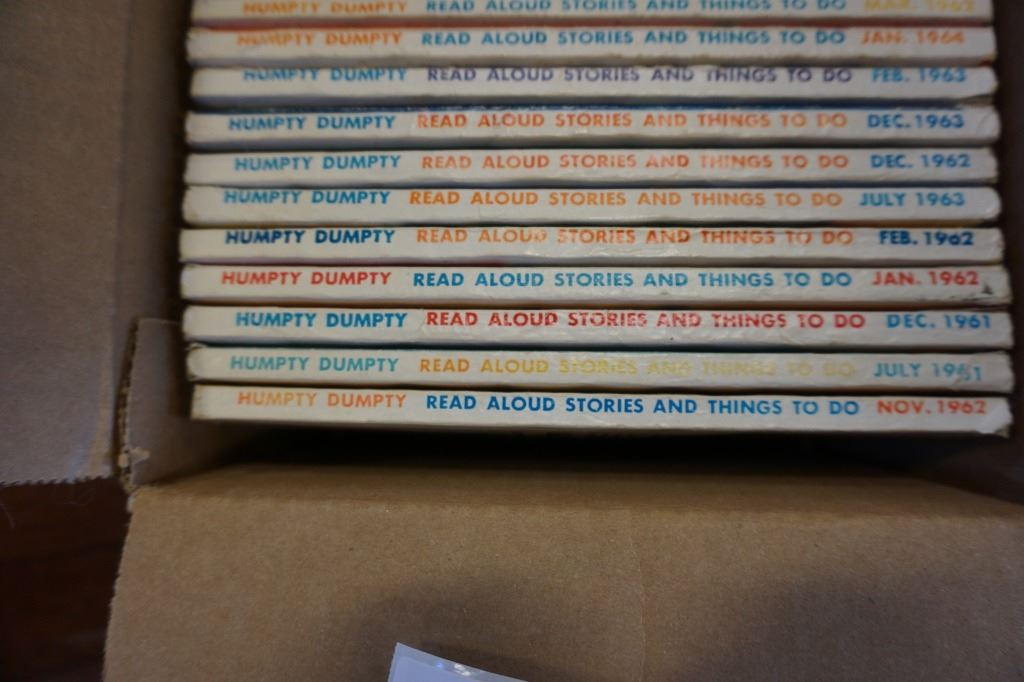 HUMPTY DUMPTY READ ALOUD STORIES AND THINGS TO DO MAR. 1962
HUMPTY DUMPTY READ ALOUD STORIES AND THINGS TO DO JAN. 1964
HUMPTY DUMPTY READ ALOUD STORIES AND THINGS TO DO FEB. 1963
HUMPTY DUMPTY READ ALOUD STORIES AND THINGS TO DO DEC. 1963
HUMPTY DUMPTY READ ALOUD STORIES AND THINGS TO DO DEC. 1962
HUMPTY DUMPTY READ ALOUD STORIES AND THINGS TO DO JULY 1963
HUMPTY DUMPTY READ ALOUD STORIES AND THINGS TO DO FEB. 1962
HUMPTY DUMPTY READ ALOUD STORIES AND THINGS TO DO JAN. 1962
HUMPTY DUMPTY READ ALOUD STORIES AND THINGS TO DO DEC. 1961
HUMPTY DUMPTY READ ALOUD STORIES AND THINGS TO DO JULY 1961
HUMPTY DUMPTY READ ALOUD STORIES AND THINGS TO DO NOV. 1962